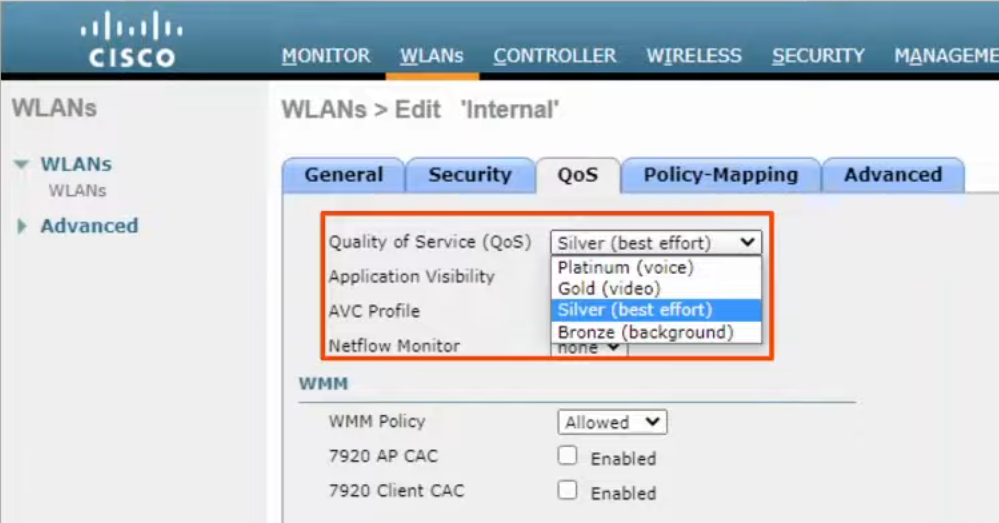 CISCO
MONITOR WLANs CONTROLLER WIRELESS SECURITY MANAGEME
WLANs
WLANs > Edit 'Internal'
WLANs
WLANs
Advanced
General Security QoS Policy-Mapping Advanced
Quality of Service (QoS) Silver (best effort)
Platinum (voice)
Application Visibility
Gold (video)
AVC Profile Silver (best effort)
Bronze (background)
Netflow Monitor none
WMM
WMM Policy Allowed
7920 AP CAC Enabled
7920 Client CAC Enabled